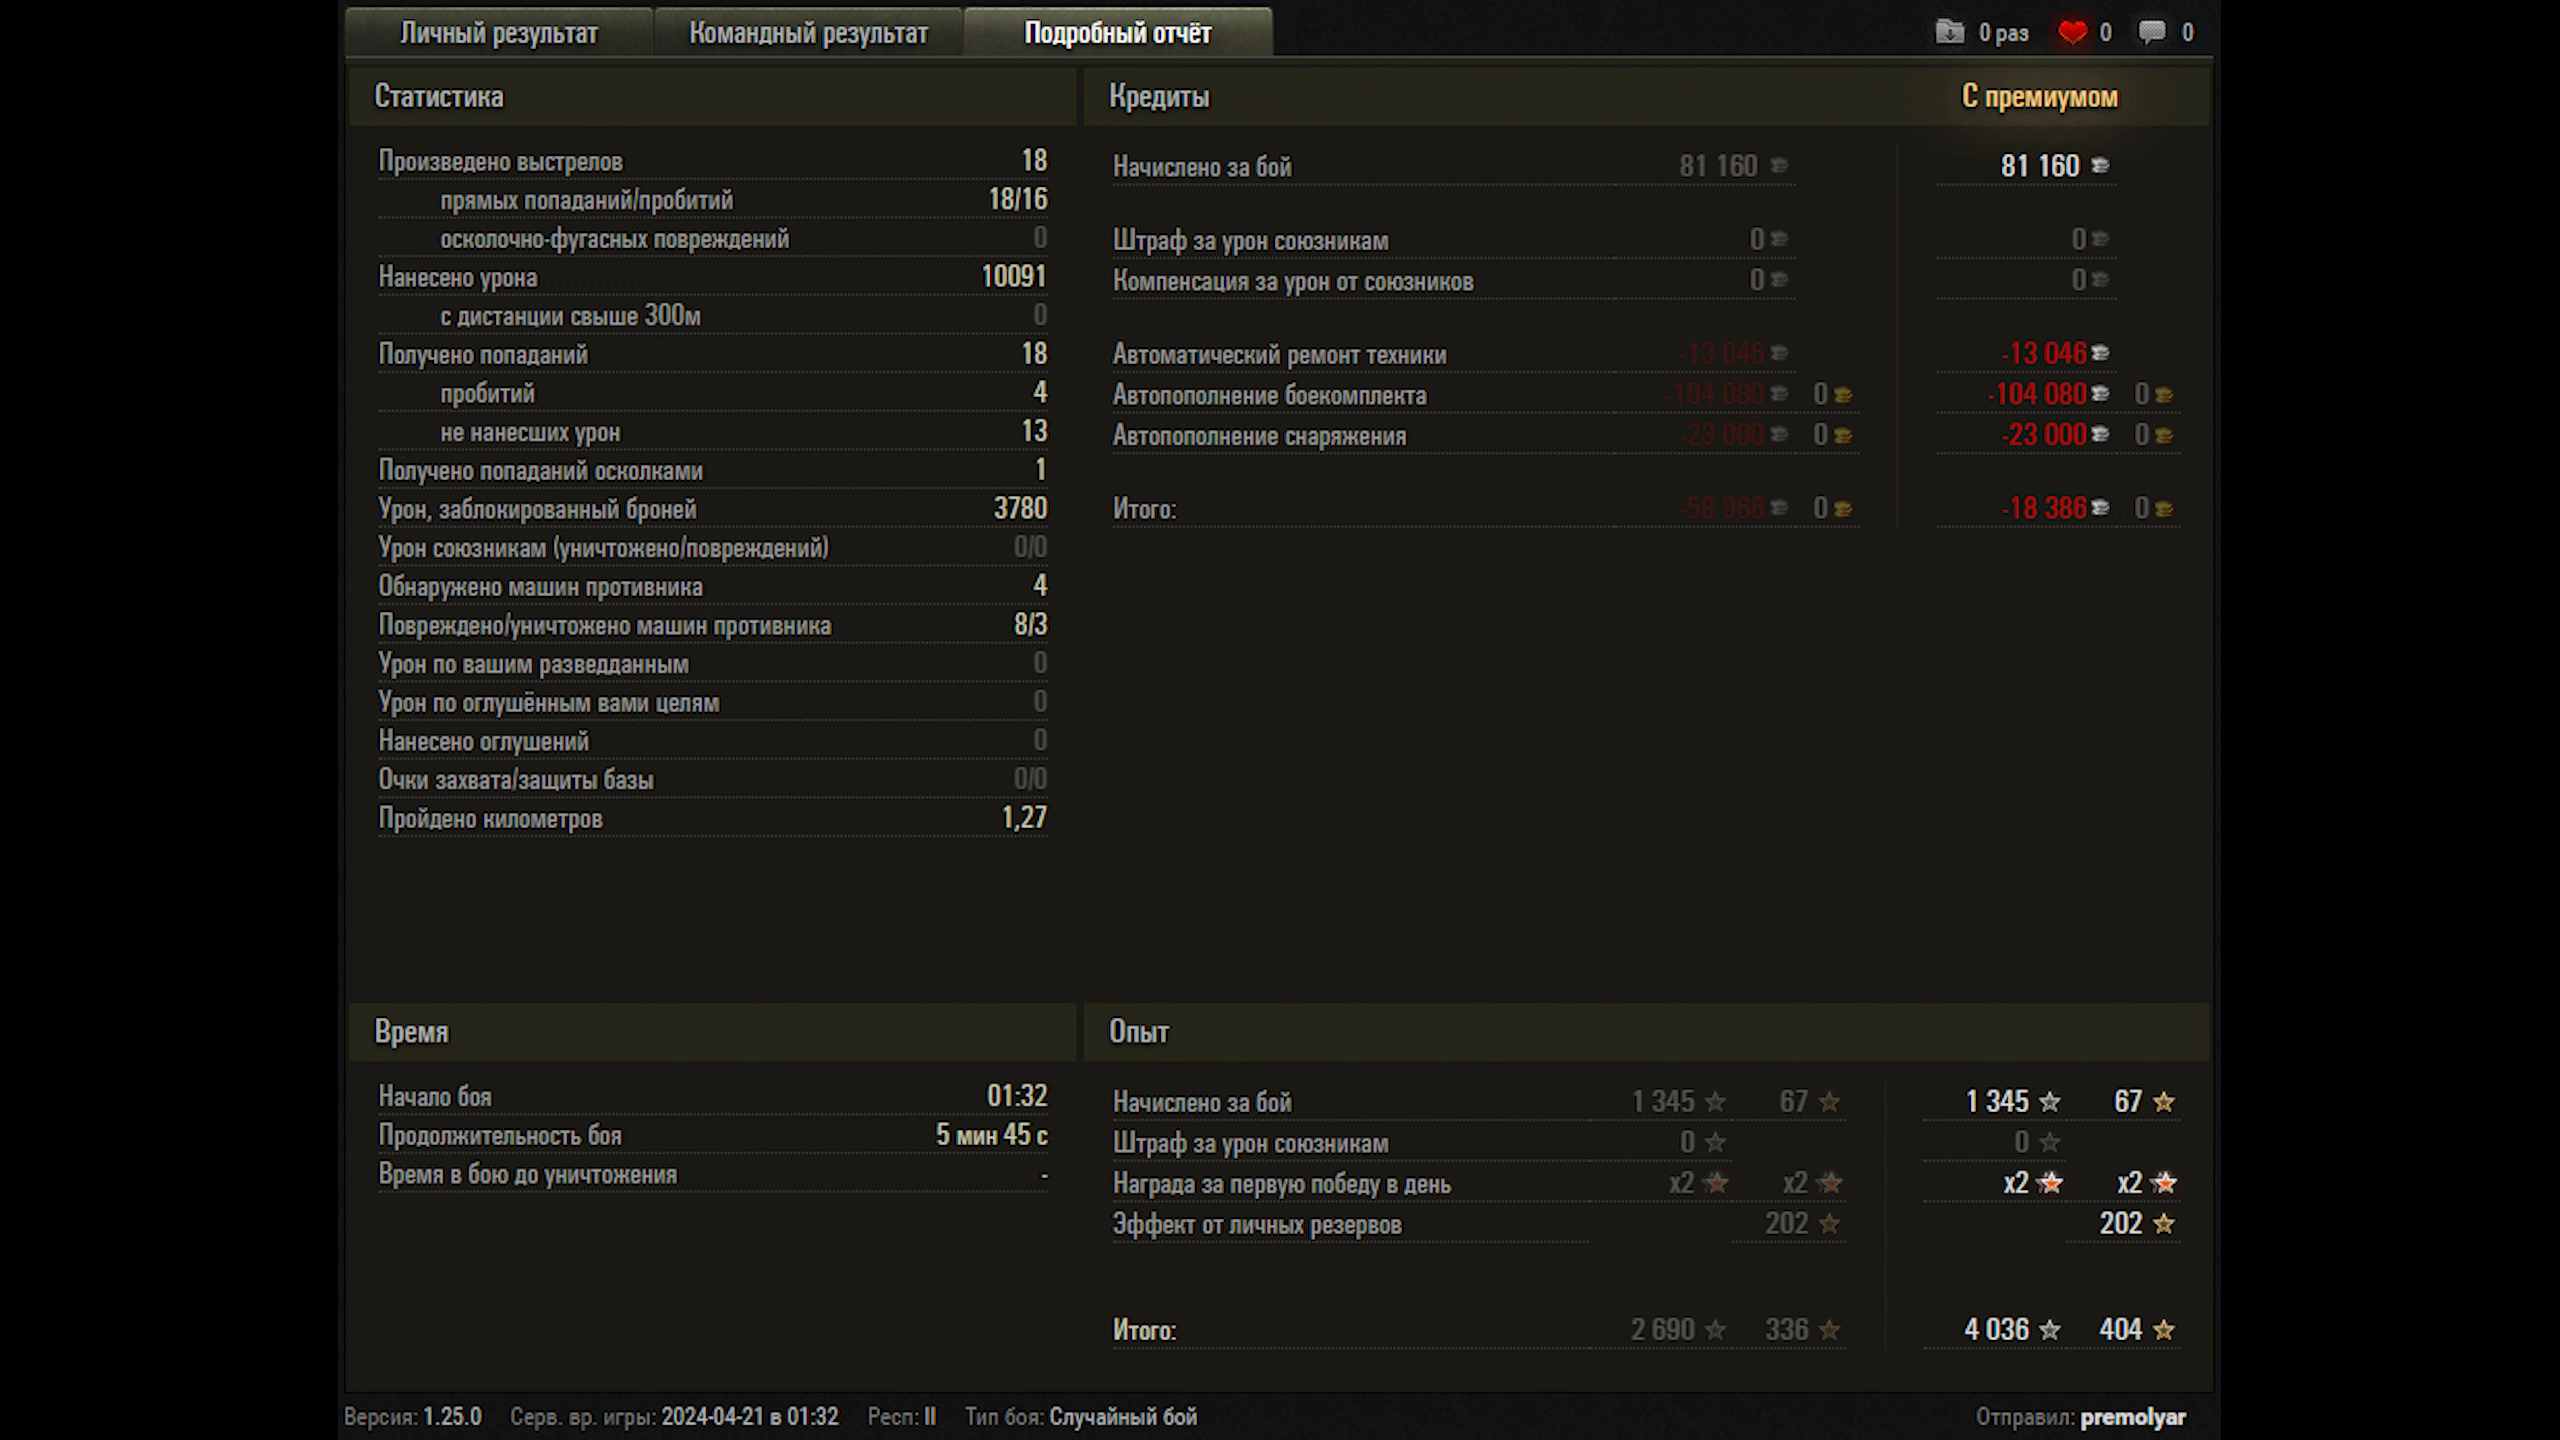 Личный результат Командный результат Подробный отчёт 0 раз 0 0
Статистика
Произведено выстрелов 18
прямых попаданий/пробитий 18/16
осколочно-фугасных повреждений 0
Нанесено урона 10091
с дистанции свыше 300м 0
Получено попаданий 18
пробитий 4
не нанесших урон 13
Получено попаданий осколками 1
Урон, заблокированный броней 3780
Урон союзникам (уничтожено/повреждений) 0/0
Обнаружено машин противника 4
Повреждено/уничтожено машин противника 8/3
Урон по вашим разведданным 0
Урон по оглушённым вами целям 0
Нанесено оглушений 0
Очки захвата/защиты базы 0/0
Пройдено километров 1,27
Кредиты С премиумом
Начислено за бой 81 160 81 160
Штраф за урон союзникам 0 0
Компенсация за урон от союзников 0 0
Автоматический ремонт техники -13 046 -13 046
Автопополнение боекомплекта -104 080 0 -104 080 0
Автопополнение снаряжения -23 000 0 -23 000 0
Итого: -58 966 0 -18 386 0
Время
Начало боя 01:32
Продолжительность боя 5 мин 45 с
Время в бою до уничтожения -
Опыт
Начислено за бой 1 345 67 1 345 67
Штраф за урон союзникам 0 0
Награда за первую победу в день x2 x2 x2 x2
Эффект от личных резервов 202 202
Итого: 2 690 336 4 036 404
Версия: 1.25.0 Серв. вр. игры: 2024-04-21 в 01:32 Респ: II Тип боя: Случайный бой Отправил: premolyar